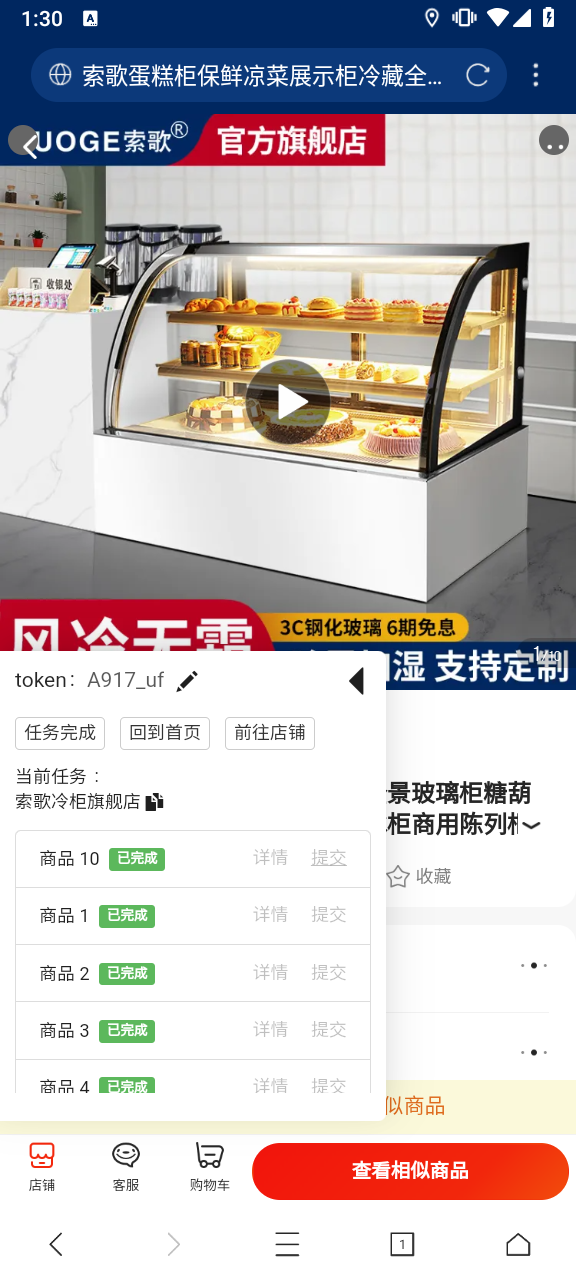 1:30
A
索歌蛋糕柜保鲜凉菜展示柜冷藏全...
UOGE索歌® 官方旗舰店
收银处
风冷无霜
3C钢化玻璃 6期免息
加湿 支持定制
1/10
token: A917_uf
任务完成 回到首页 前往店铺
当前任务：
索歌冷柜旗舰店
商品 10 已完成 详情 提交
商品 1 已完成 详情 提交
商品 2 已完成 详情 提交
商品 3 已完成 详情 提交
商品 4 已完成 详情 提交
景玻璃柜糖葫
柜商用陈列柜
收藏
似商品
店铺 客服 购物车 查看相似商品
1